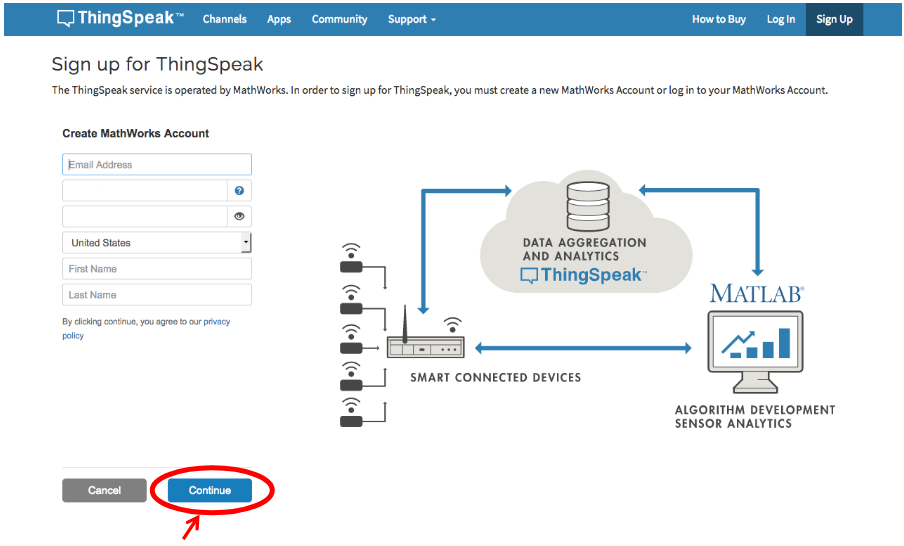 ThingSpeak™ Channels Apps Community Support How to Buy Log In Sign Up
Sign up for ThingSpeak
The ThingSpeak service is operated by MathWorks. In order to sign up for ThingSpeak, you must create a new MathWorks Account or log in to your MathWorks Account.
Create MathWorks Account
Email Address
?
United States
First Name
Last Name
By clicking continue, you agree to our privacy
policy
DATA AGGREGATION
AND ANALYTICS
ThingSpeak™
MATLAB®
SMART CONNECTED DEVICES
ALGORITHM DEVELOPMENT
SENSOR ANALYTICS
Cancel Continue